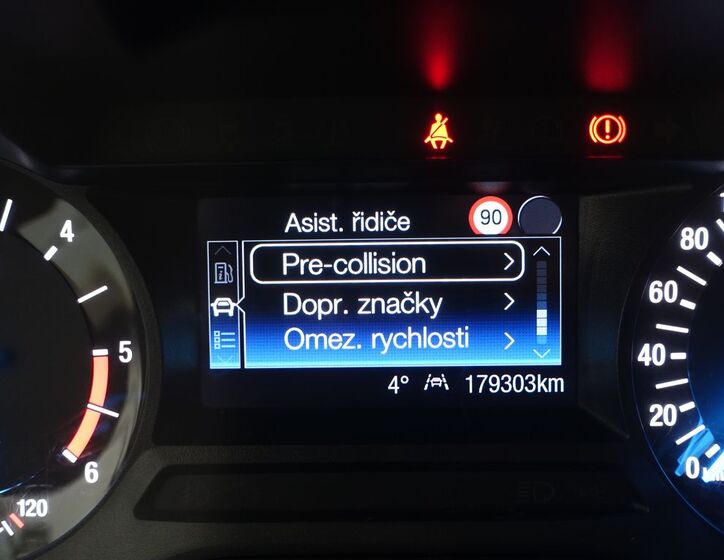 Asist. řidiče 90
Pre-collision
Dopr. značky
Omez. rychlosti
4° 179303km
4
5
6
120
80
60
40
20
0